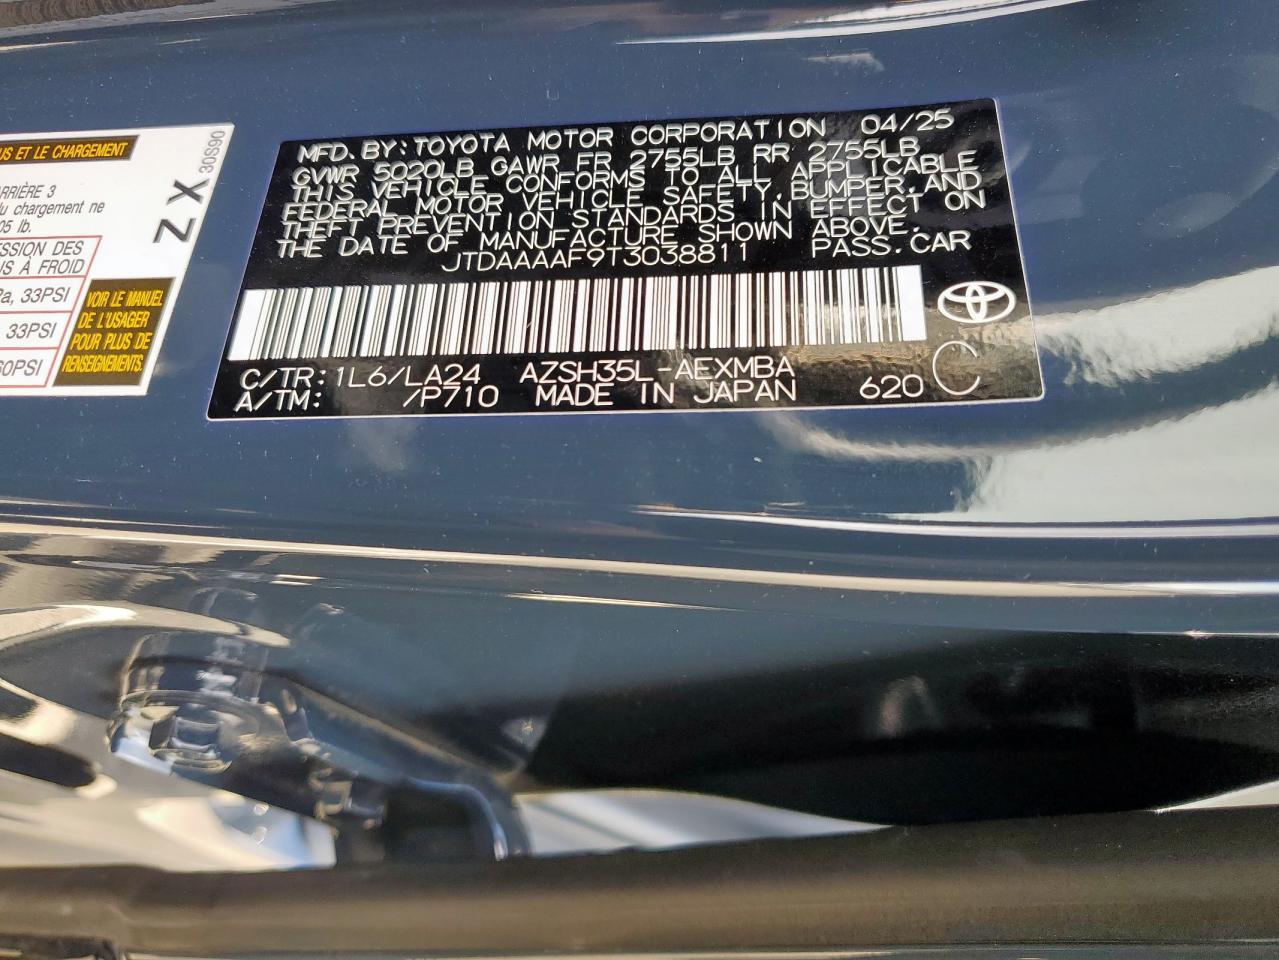 US ET LE CHARGEMENT
ARRIÈRE 3
du chargement ne
05 lb.
ESSION DES
US À FROID
Pa, 33PSI
33PSI
60PSI
VOIR LE MANUEL
DE L'USAGER
POUR PLUS DE
RENSEIGNEMENTS.
ZX
30S90
MFD. BY: TOYOTA MOTOR CORPORATION 04/25
GVWR 5020LB GAWR FR 2755LB RR 2755LB
THIS VEHICLE CONFORMS TO ALL APPLICABLE
FEDERAL MOTOR VEHICLE SAFETY, BUMPER, AND
THEFT PREVENTION STANDARDS IN EFFECT ON
THE DATE OF MANUFACTURE SHOWN ABOVE.
JTDAAAAF9T3038811 PASS. CAR
C/TR: 1L6/LA24 AZSH35L-AEXMBA
A/TM: /P710 MADE IN JAPAN 620 C